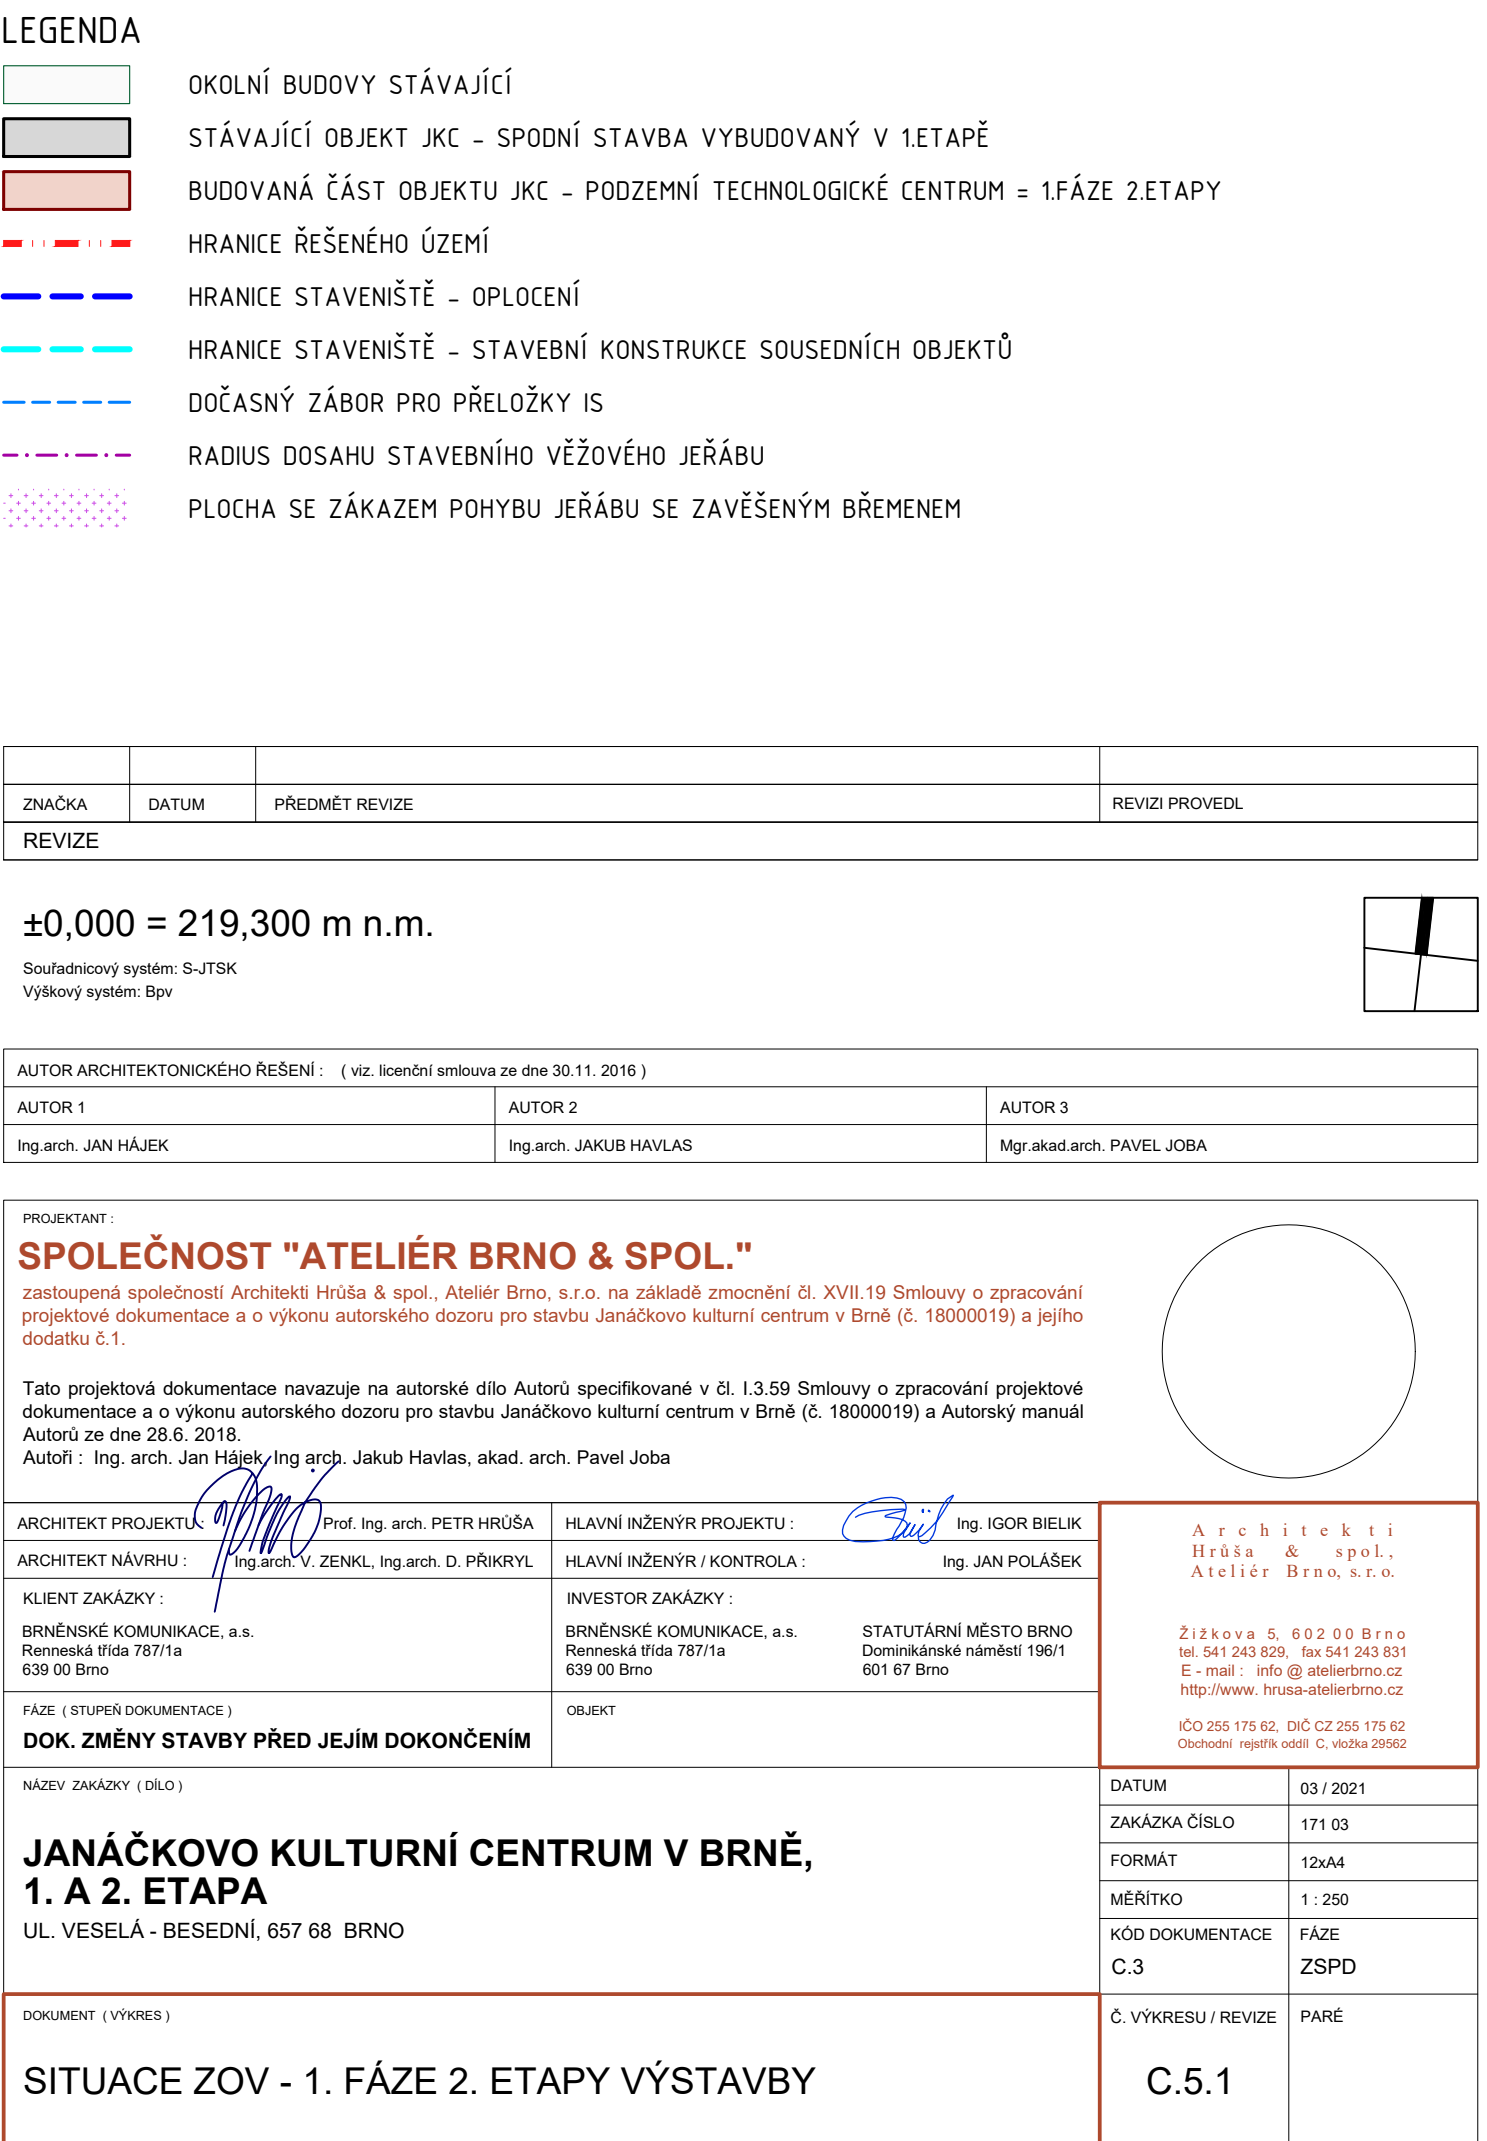 LEGENDA
OKOLNÍ BUDOVY STÁVAJÍCÍ
STÁVAJÍCÍ OBJEKT JKC - SPODNÍ STAVBA VYBUDOVANÝ V 1.ETAPĚ
BUDOVANÁ ČÁST OBJEKTU JKC - PODZEMNÍ TECHNOLOGICKÉ CENTRUM = 1.FÁZE 2.ETAPY
HRANICE ŘEŠENÉHO ÚZEMÍ
HRANICE STAVENIŠTĚ - OPLOCENÍ
HRANICE STAVENIŠTĚ - STAVEBNÍ KONSTRUKCE SOUSEDNÍCH OBJEKTŮ
DOČASNÝ ZÁBOR PRO PŘELOŽKY IS
RADIUS DOSAHU STAVEBNÍHO VĚŽOVÉHO JEŘÁBU
PLOCHA SE ZÁKAZEM POHYBU JEŘÁBU SE ZAVĚŠENÝM BŘEMENEM
ZNAČKA DATUM PŘEDMĚT REVIZE REVIZI PROVEDL
REVIZE
±0,000 = 219,300 m n.m.
Souřadnicový systém: S-JTSK
Výškový systém: Bpv
AUTOR ARCHITEKTONICKÉHO ŘEŠENÍ : ( viz. licenční smlouva ze dne 30.11. 2016 )
AUTOR 1 AUTOR 2 AUTOR 3
Ing.arch. JAN HÁJEK Ing.arch. JAKUB HAVLAS Mgr.akad.arch. PAVEL JOBA
PROJEKTANT :
SPOLEČNOST "ATELIÉR BRNO & SPOL."
zastoupená společností Architekti Hrůša & spol., Ateliér Brno, s.r.o. na základě zmocnění čl. XVII.19 Smlouvy o zpracování
projektové dokumentace a o výkonu autorského dozoru pro stavbu Janáčkovo kulturní centrum v Brně (č. 18000019) a jejího
dodatku č.1.
Tato projektová dokumentace navazuje na autorské dílo Autorů specifikované v čl. I.3.59 Smlouvy o zpracování projektové
dokumentace a o výkonu autorského dozoru pro stavbu Janáčkovo kulturní centrum v Brně (č. 18000019) a Autorský manuál
Autorů ze dne 28.6. 2018.
Autoři : Ing. arch. Jan Hájek, Ing arch. Jakub Havlas, akad. arch. Pavel Joba
ARCHITEKT PROJEKTU : Prof. Ing. arch. PETR HRŮŠA HLAVNÍ INŽENÝR PROJEKTU : Ing. IGOR BIELIK
ARCHITEKT NÁVRHU : Ing.arch. V. ZENKL, Ing.arch. D. PŘIKRYL HLAVNÍ INŽENÝR / KONTROLA : Ing. JAN POLÁŠEK
KLIENT ZAKÁZKY :
BRNĚNSKÉ KOMUNIKACE, a.s.
Renneská třída 787/1a
639 00 Brno
INVESTOR ZAKÁZKY :
BRNĚNSKÉ KOMUNIKACE, a.s. STATUTÁRNÍ MĚSTO BRNO
Renneská třída 787/1a Dominikánské náměstí 196/1
639 00 Brno 601 67 Brno
Architekti
Hrůša & spol.,
Ateliér Brno, s.r.o.
Žižkova 5, 602 00 Brno
tel. 541 243 829, fax 541 243 831
E - mail : info @ atelierbrno.cz
http://www. hrusa-atelierbrno.cz
IČO 255 175 62, DIČ CZ 255 175 62
Obchodní rejstřík oddíl C, vložka 29562
FÁZE ( STUPEŇ DOKUMENTACE )
DOK. ZMĚNY STAVBY PŘED JEJÍM DOKONČENÍM
OBJEKT
NÁZEV ZAKÁZKY ( DÍLO )
JANÁČKOVO KULTURNÍ CENTRUM V BRNĚ,
1. A 2. ETAPA
UL. VESELÁ - BESEDNÍ, 657 68 BRNO
DATUM 03 / 2021
ZAKÁZKA ČÍSLO 171 03
FORMÁT 12xA4
MĚŘÍTKO 1 : 250
KÓD DOKUMENTACE FÁZE
C.3 ZSPD
DOKUMENT ( VÝKRES )
SITUACE ZOV - 1. FÁZE 2. ETAPY VÝSTAVBY
Č. VÝKRESU / REVIZE PARÉ
C.5.1